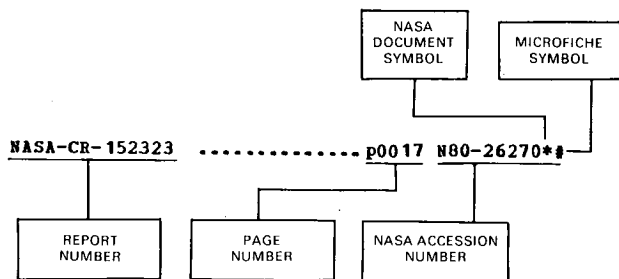 NASA
DOCUMENT
SYMBOL
MICROFICHE
SYMBOL
NASA-CR-152323 .................. p0017 N80-26270*#
REPORT
NUMBER
PAGE
NUMBER
NASA ACCESSION
NUMBER